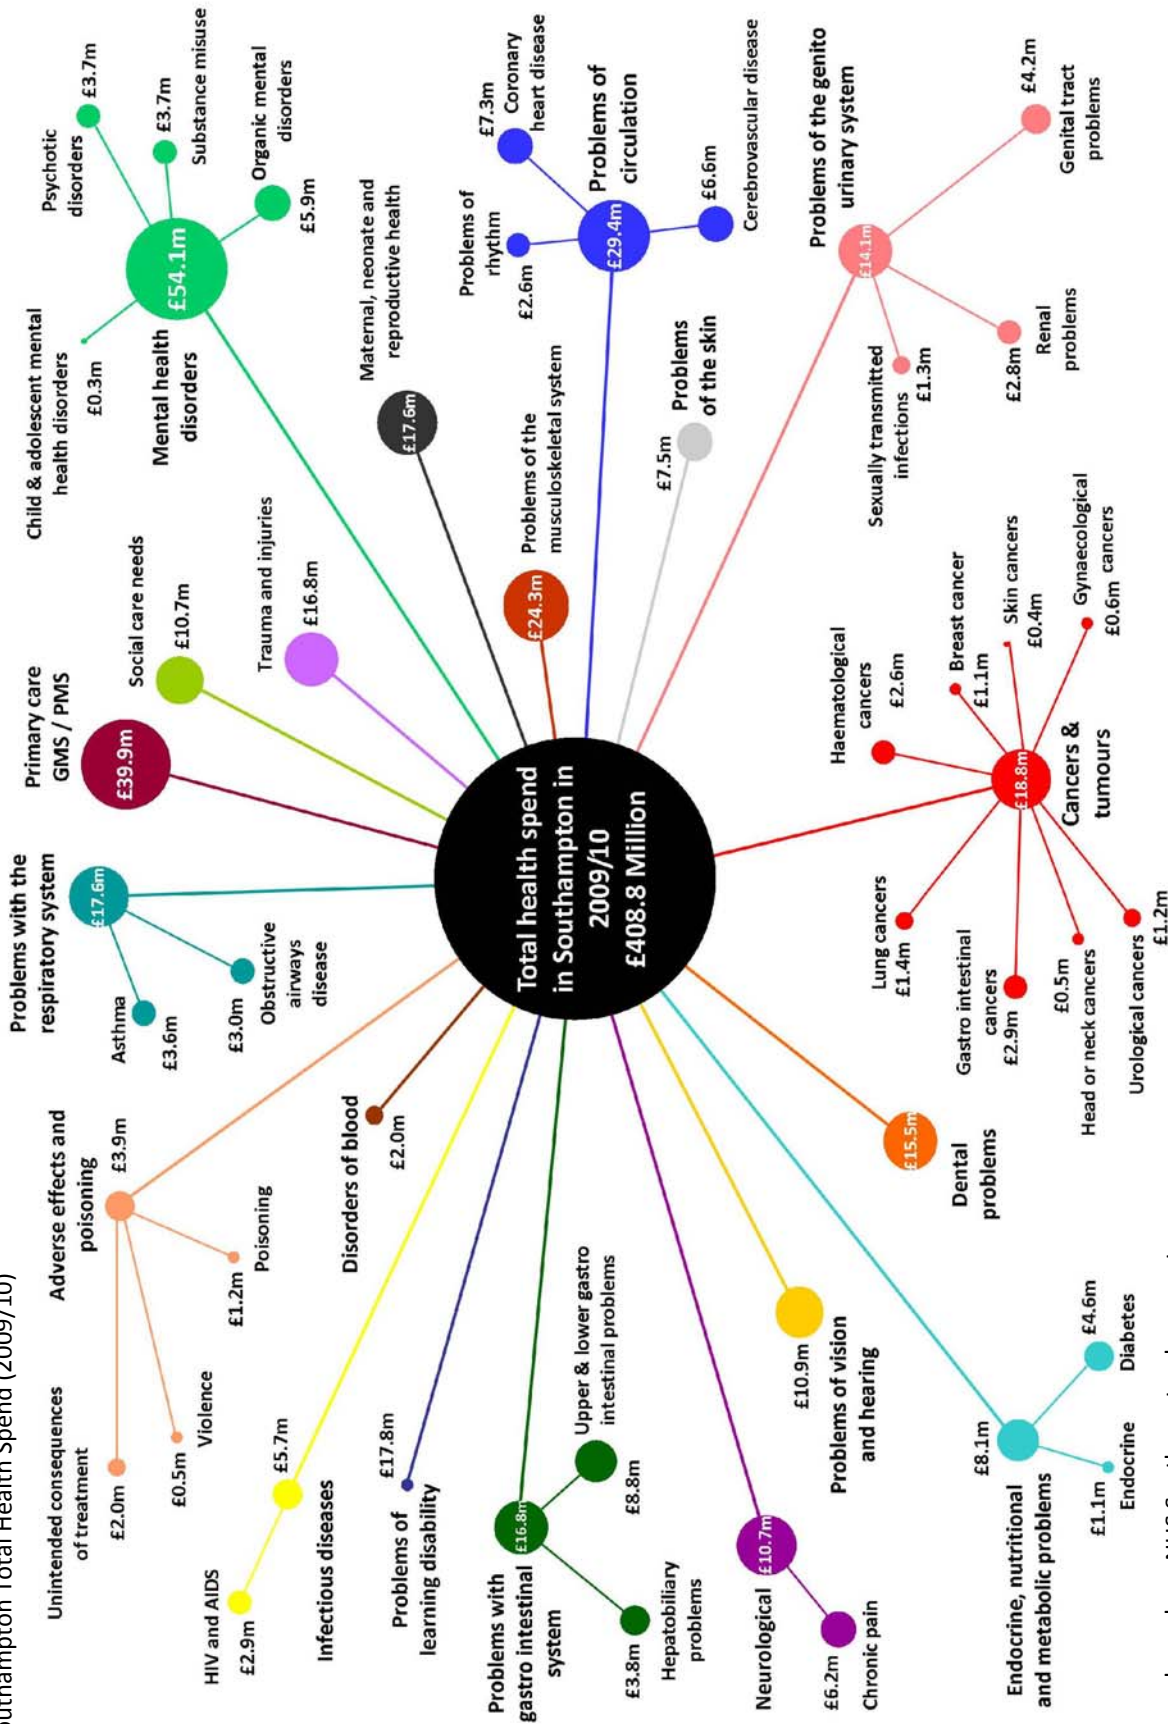 outhampton Total Health Spend (2009/10)
Total health spend
in Southampton in
2009/10
£408.8 Million
Unintended consequences
of treatment
£2.0m
£0.5m
Violence
Adverse effects and
poisoning
£3.9m
£1.2m
Poisoning
Problems with the
respiratory system
£17.6m
Asthma
£3.6m
£3.0m
Obstructive
airways
disease
Primary care
GMS / PMS
£39.9m
Social care needs
£10.7m
Trauma and injuries
£16.8m
Child & adolescent mental
health disorders
£0.3m
Mental health
disorders
£54.1m
Psychotic
disorders
£3.7m
£3.7m
Substance misuse
Organic mental
disorders
£5.9m
Maternal, neonate and
reproductive health
£17.6m
Problems of the
musculoskeletal system
£24.3m
Problems of
rhythm
£2.6m
£7.3m
Coronary
heart disease
Problems of
circulation
£29.4m
£6.6m
Cerebrovascular disease
Problems
of the skin
£7.5m
Problems of the genito
urinary system
£14.1m
Sexually transmitted
infections
£1.3m
£2.8m
Renal
problems
£4.2m
Genital tract
problems
Haematological
cancers
£2.6m
Breast cancer
£1.1m
Skin cancers
£0.4m
Gynaecological
cancers
£0.6m
£18.8m
Cancers &
tumours
Lung cancers
£1.4m
Gastro intestinal
cancers
£2.9m
£0.5m
Head or neck cancers
Urological cancers
£1.2m
Dental
problems
£15.5m
£8.1m
Endocrine, nutritional
and metabolic problems
£4.6m
Diabetes
£1.1m
Endocrine
£10.9m
Problems of vision
and hearing
Neurological
£10.7m
£6.2m
Chronic pain
Problems with
gastro intestinal
system
£16.8m
Upper & lower gastro
intestinal problems
£8.8m
£3.8m
Hepatobiliary
problems
Problems of
learning disability
£17.8m
HIV and AIDS
£2.9m
£5.7m
Infectious diseases
Disorders of blood
£2.0m